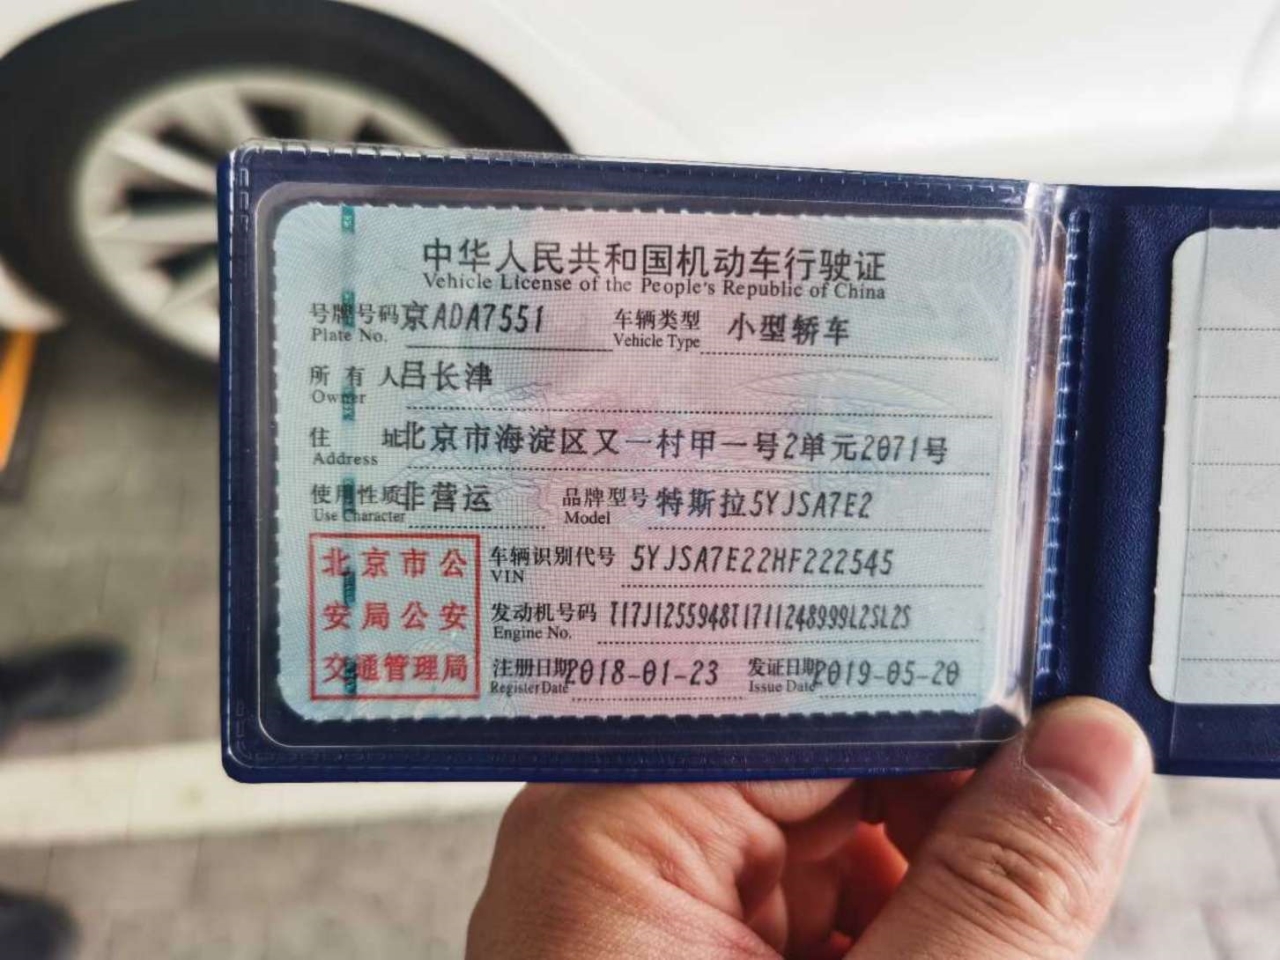 中华人民共和国机动车行驶证
Vehicle License of the People's Republic of China
号牌号码 京ADA7551 车辆类型 小型轿车
Plate No. Vehicle Type
所有人 吕长津
Owner
住址 北京市海淀区又一村甲一号2单元2071号
Address
使用性质 非营运 品牌型号 特斯拉5YJSA7E2
Use Character Model
北京市公
安局公安
交通管理局
车辆识别代号 5YJSA7E22HF222545
VIN
发动机号码 T17J1255948T1711248999L2SL2S
Engine No.
注册日期 2018-01-23 发证日期 2019-05-20
Register Date Issue Date